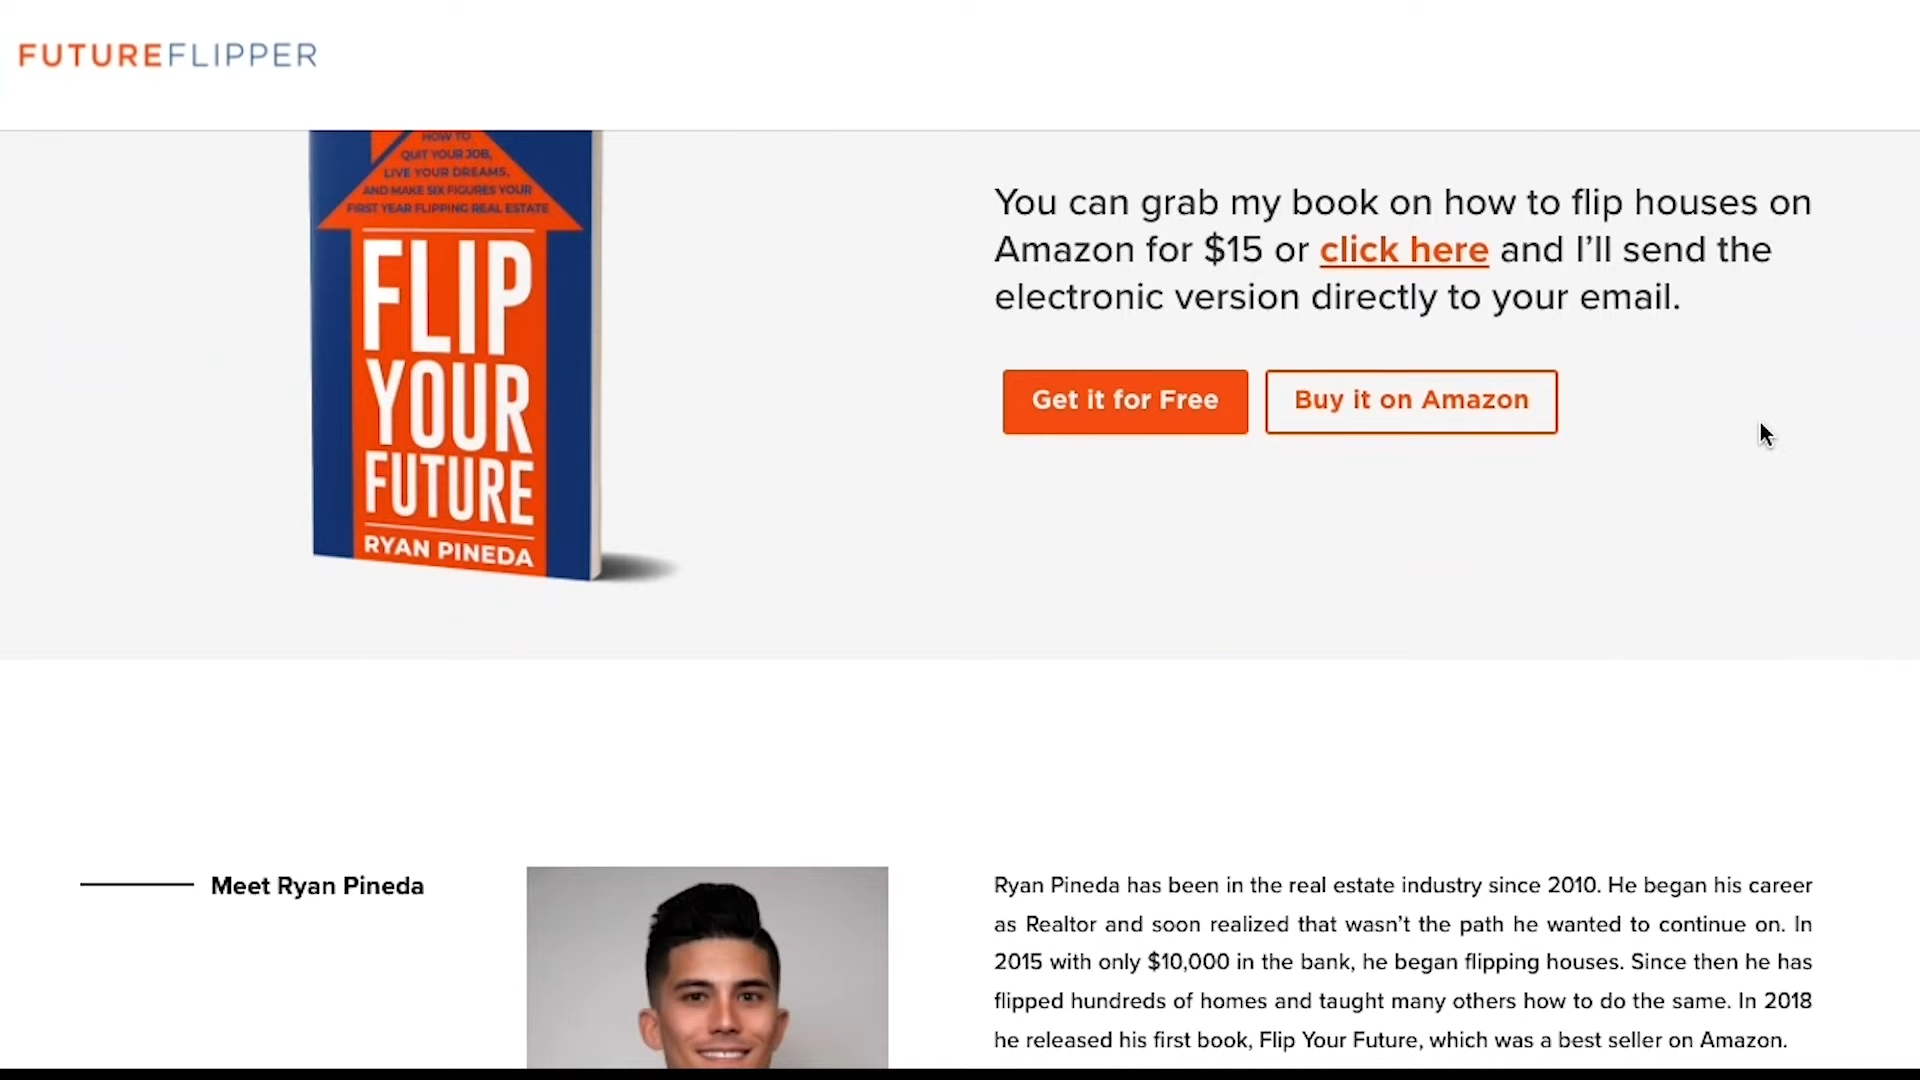 FUTUREFLIPPER
HOW TO
QUIT YOUR JOB,
LIVE YOUR DREAMS,
AND MAKE SIX FIGURES YOUR
FIRST YEAR FLIPPING REAL ESTATE
FLIP
YOUR
FUTURE
RYAN PINEDA
You can grab my book on how to flip houses on
Amazon for $15 or click here and I’ll send the
electronic version directly to your email.
Get it for Free
Buy it on Amazon
Meet Ryan Pineda
Ryan Pineda has been in the real estate industry since 2010. He began his career
as Realtor and soon realized that wasn’t the path he wanted to continue on. In
2015 with only $10,000 in the bank, he began flipping houses. Since then he has
flipped hundreds of homes and taught many others how to do the same. In 2018
he released his first book, Flip Your Future, which was a best seller on Amazon.